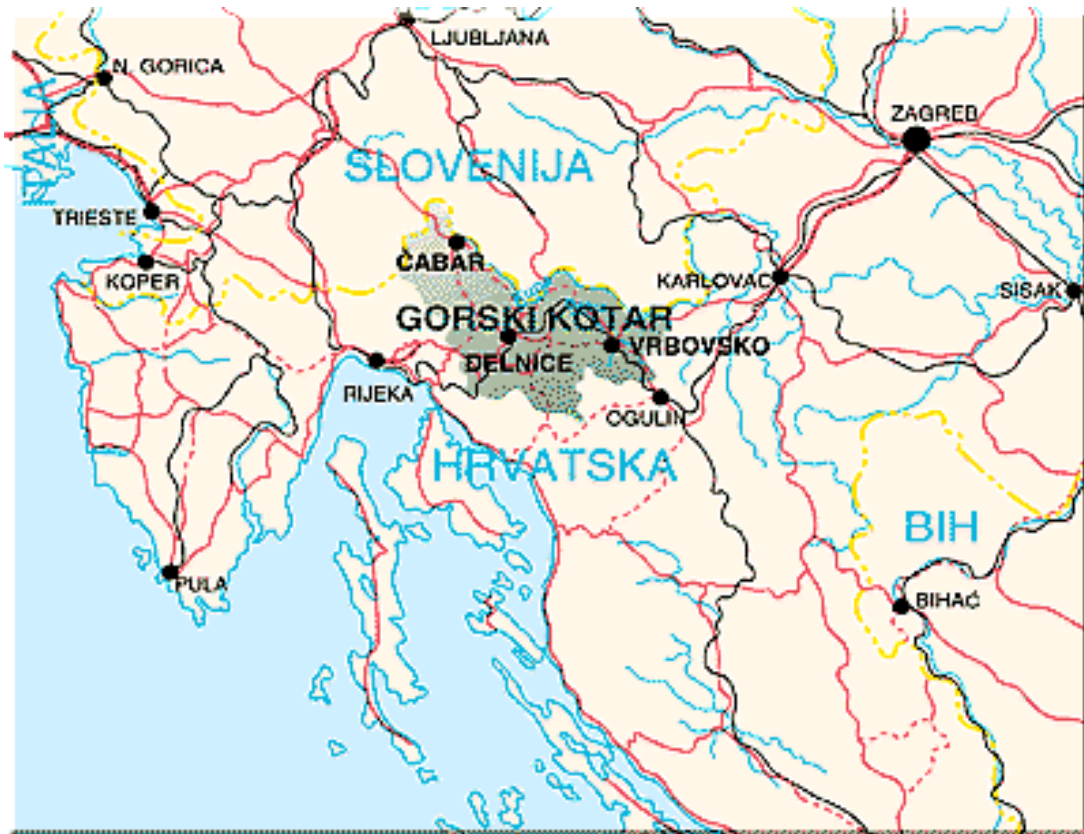 LJUBLJANA
N. GORICA
ZAGREB
SLOVENIJA
TRIESTE
ČABAR
KOPER
KARLOVAC
SISAK
GORSKI KOTAR
DELNICE
VRBOVSKO
RIJEKA
OGULIN
HRVATSKA
BIH
PULA
BIHAĆ